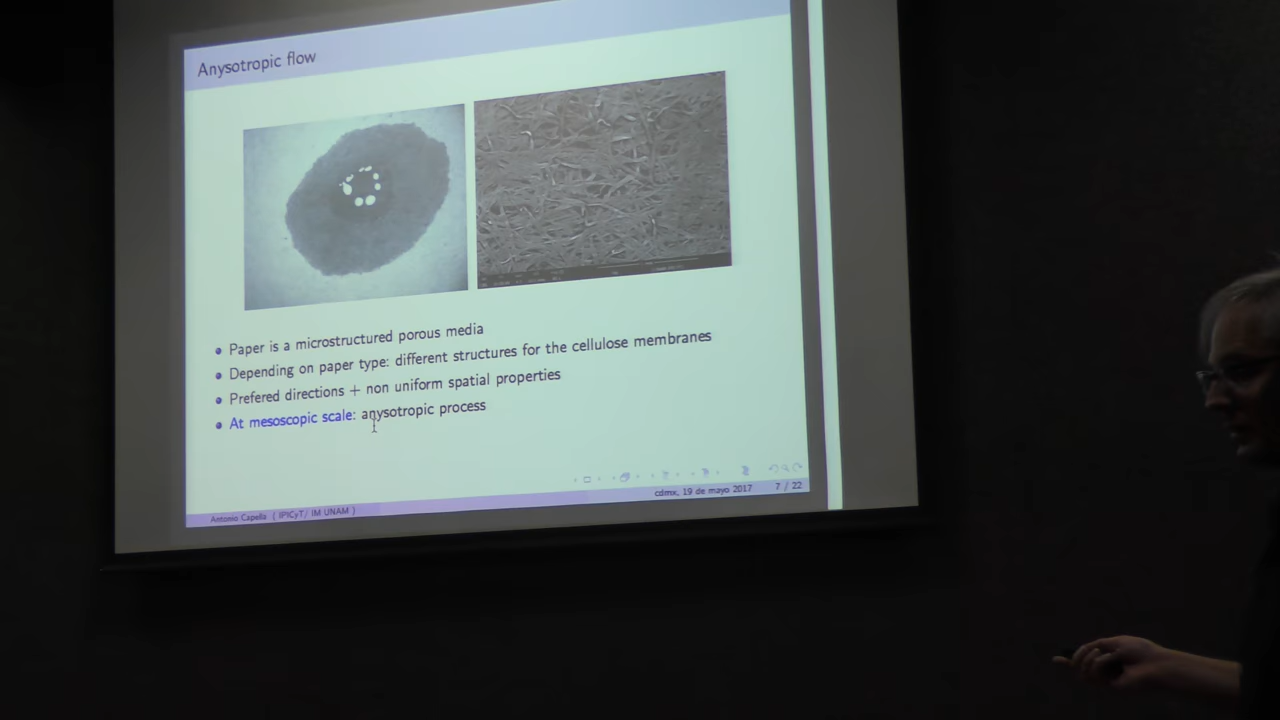 Anysotropic flow
Paper is a microstructured porous media
Depending on paper type: different structures for the cellulose membranes
Prefered directions + non uniform spatial properties
At mesoscopic scale: anysotropic process
Antonio Capella ( IPICyT/ IM UNAM )
cdmx, 19 de mayo 2017
7 / 22